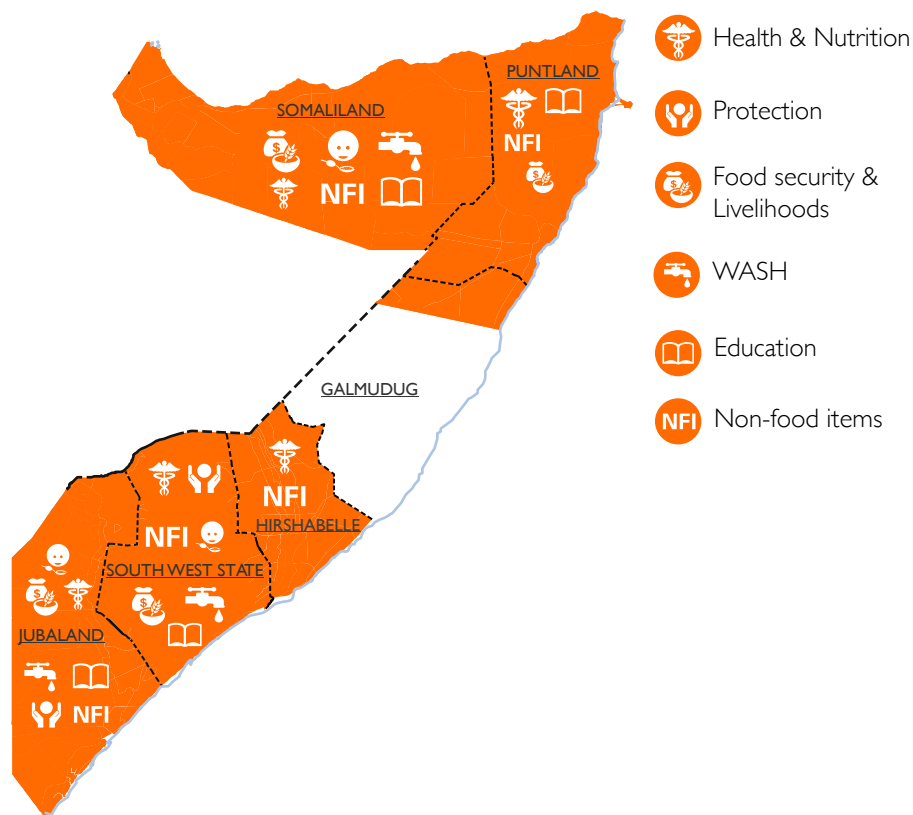 PUNTLAND
NFI
SOMALILAND
NFI
GALMUDUG
NFI
HIRSHABELLE
NFI
SOUTH WEST STATE
JUBALAND
NFI
Health & Nutrition
Protection
Food security &
Livelihoods
WASH
Education
NFI Non-food items